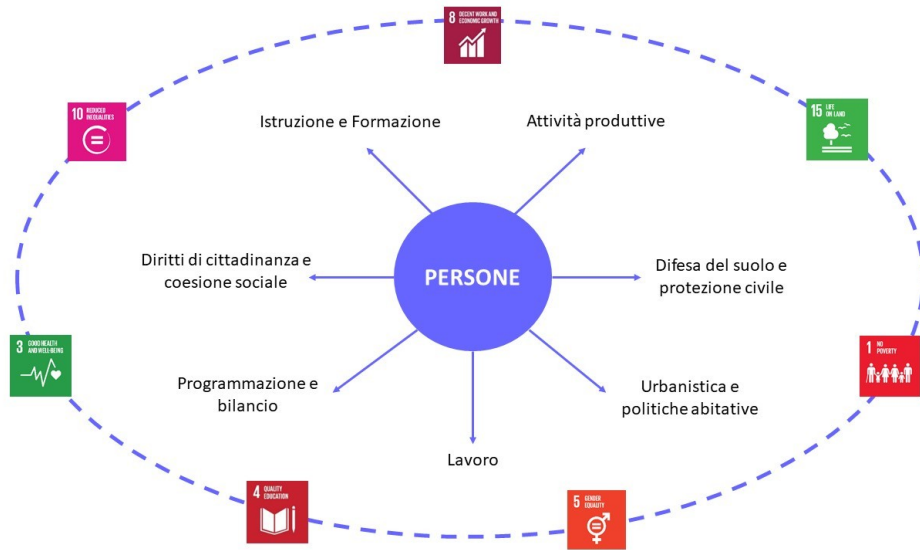 8 DECENT WORK AND
ECONOMIC GROWTH
10 REDUCED
INEQUALITIES
15 LIFE
ON LAND
Istruzione e Formazione
Attività produttive
Diritti di cittadinanza e
coesione sociale
PERSONE
Difesa del suolo e
protezione civile
3 GOOD HEALTH
AND WELL-BEING
1 NO
POVERTY
Programmazione e
bilancio
Urbanistica e
politiche abitative
Lavoro
4 QUALITY
EDUCATION
5 GENDER
EQUALITY